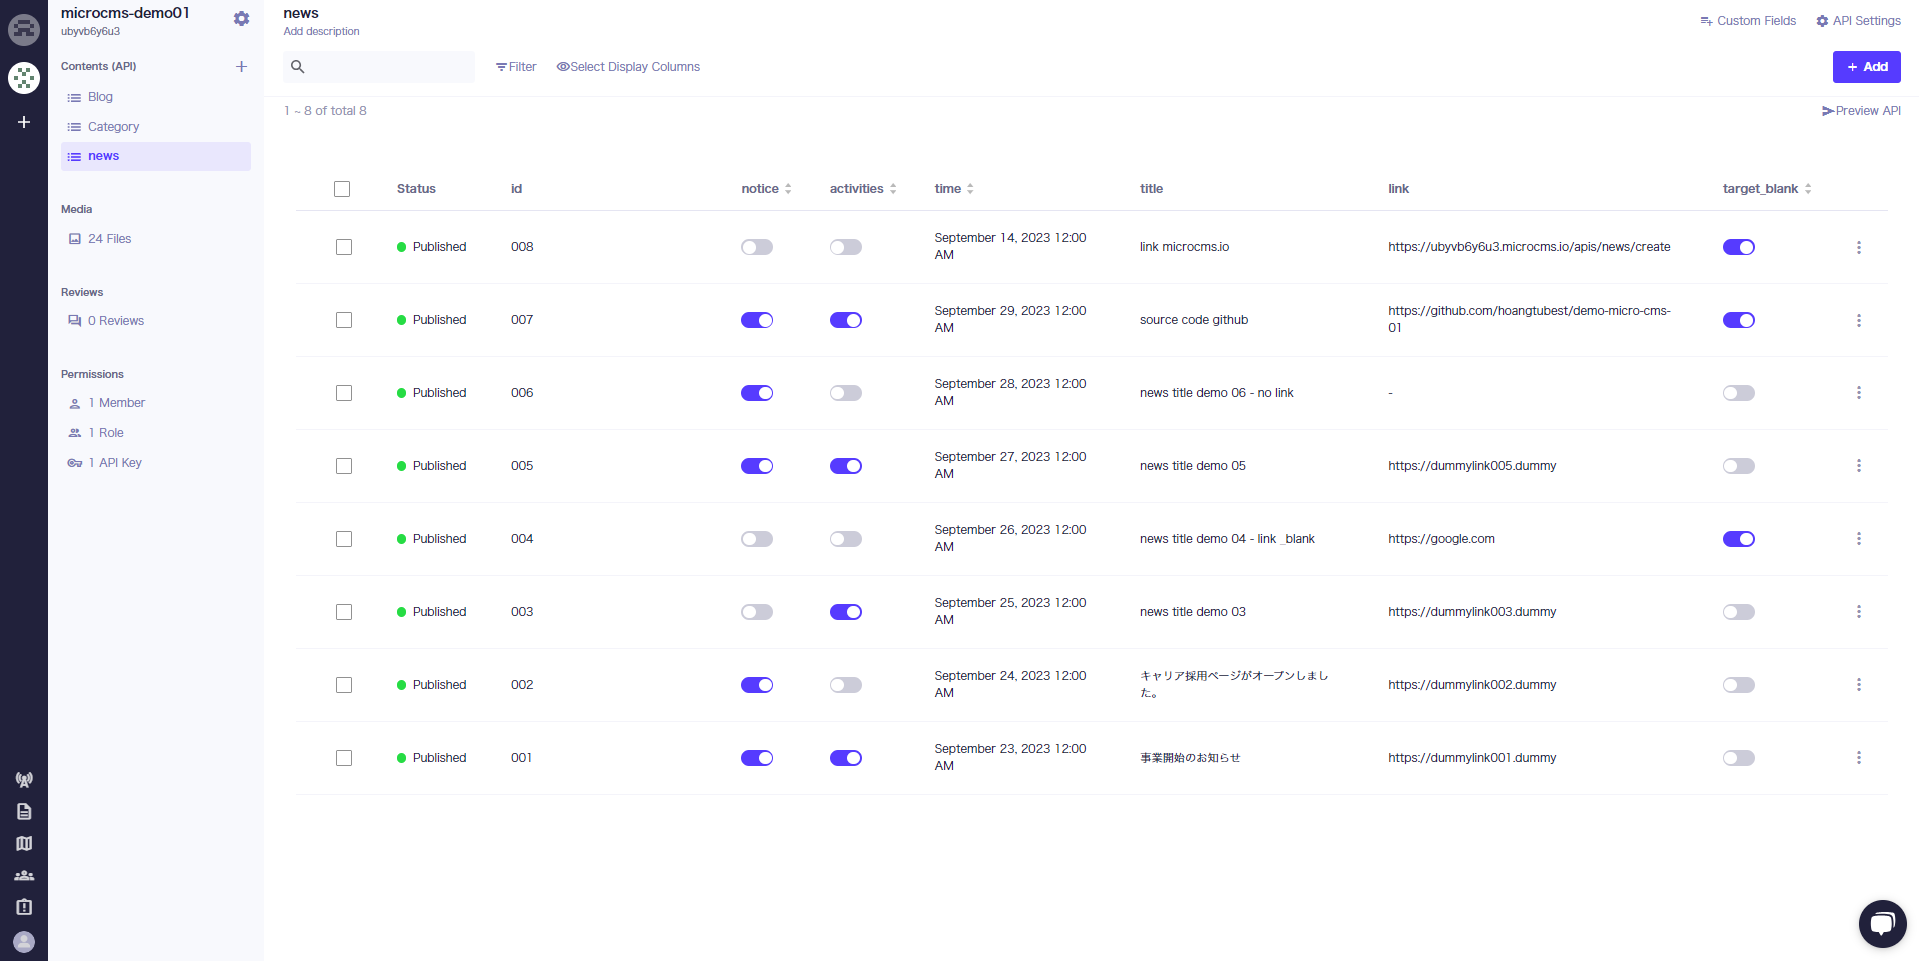 microcms-demo01
ubyvb6y6u3
Contents (API)
Blog
Category
news
Media
24 Files
Reviews
0 Reviews
Permissions
1 Member
1 Role
1 API Key
news
Add description
Custom Fields
API Settings
Filter
Select Display Columns
+ Add
1 ~ 8 of total 8
Preview API
Status id notice activities time title link target_blank
Published 008 September 14, 2023 12:00 link microcms.io https://ubyvb6y6u3.microcms.io/apis/news/create
AM
Published 007 September 29, 2023 12:00 source code github https://github.com/hoangtubest/demo-micro-cms-
AM 01
Published 006 September 28, 2023 12:00 news title demo 06 - no link -
AM
Published 005 September 27, 2023 12:00 news title demo 05 https://dummylink005.dummy
AM
Published 004 September 26, 2023 12:00 news title demo 04 - link _blank https://google.com
AM
Published 003 September 25, 2023 12:00 news title demo 03 https://dummylink003.dummy
AM
Published 002 September 24, 2023 12:00 キャリア採用ページがオープンしまし https://dummylink002.dummy
AM た。
Published 001 September 23, 2023 12:00 事業開始のお知らせ https://dummylink001.dummy
AM